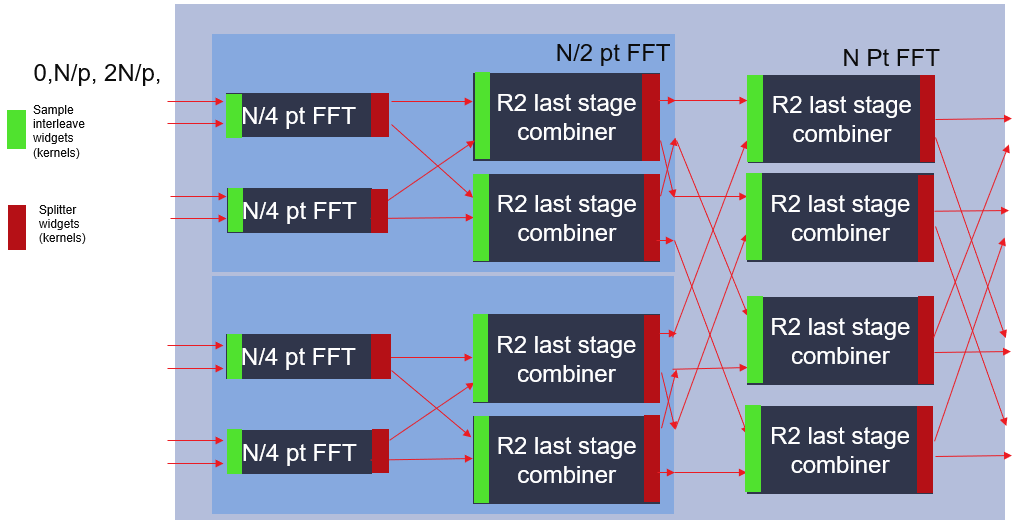 0,N/p, 2N/p,
Sample
interleave
widgets
(kernels)
Splitter
widgets
(kernels)
N/2 pt FFT
N/4 pt FFT
R2 last stage
combiner
N/4 pt FFT
R2 last stage
combiner
N/4 pt FFT
R2 last stage
combiner
N/4 pt FFT
R2 last stage
combiner
N Pt FFT
R2 last stage
combiner
R2 last stage
combiner
R2 last stage
combiner
R2 last stage
combiner